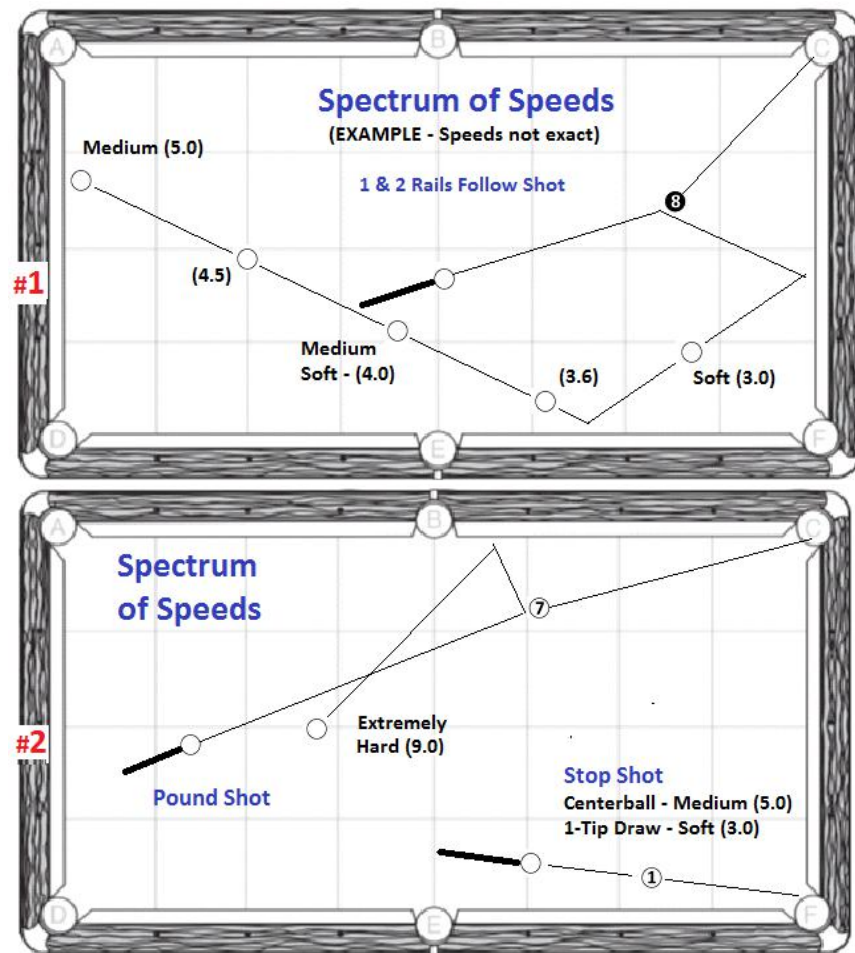 A
B
C
Spectrum of Speeds
(EXAMPLE - Speeds not exact)
Medium (5.0)
1 & 2 Rails Follow Shot
8
(4.5)
#1
Medium
Soft - (4.0)
(3.6)
Soft (3.0)
D
E
F
A
B
C
Spectrum
of Speeds
7
#2
Extremely
Hard (9.0)
Pound Shot
Stop Shot
Centerball - Medium (5.0)
1-Tip Draw - Soft (3.0)
1
D
E
F